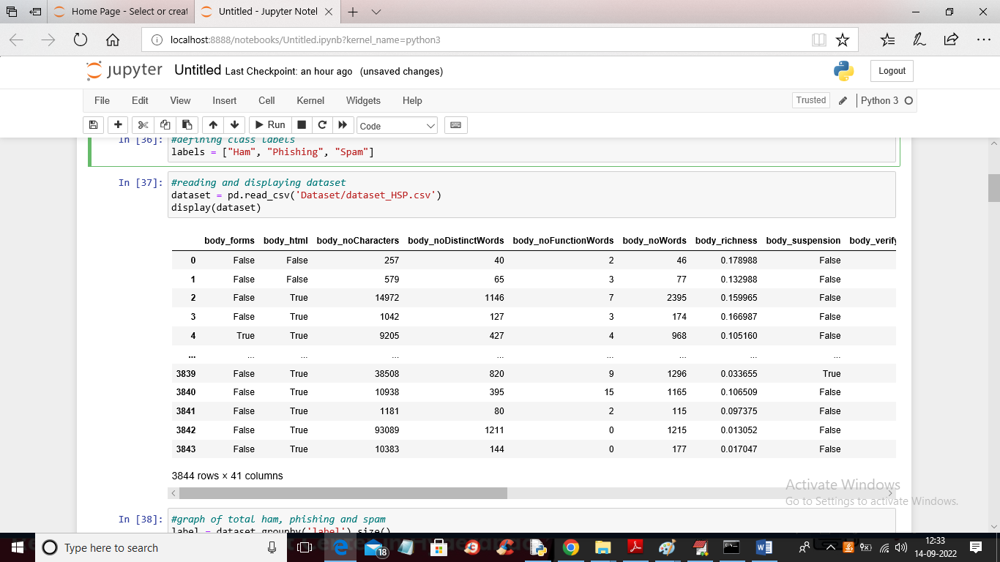 Home Page - Select or creat
Untitled - Jupyter Notel
localhost:8888/notebooks/Untitled.ipynb?kernel_name=python3
jupyter Untitled Last Checkpoint: an hour ago (unsaved changes)
Logout
File Edit View Insert Cell Kernel Widgets Help
Trusted Python 3
Run Code
In [36]: #defining class labels
labels = ["Ham", "Phishing", "Spam"]
In [37]: #reading and displaying dataset
dataset = pd.read_csv('Dataset/dataset_HSP.csv')
display(dataset)
body_forms body_html body_noCharacters body_noDistinctWords body_noFunctionWords body_noWords body_richness body_suspension body_verify
0 False False 257 40 2 46 0.178988 False
1 False False 579 65 3 77 0.132988 False
2 False True 14972 1146 7 2395 0.159965 False
3 False True 1042 127 3 174 0.166987 False
4 True True 9205 427 4 968 0.105160 False
... ... ... ... ... ... ... ... ...
3839 False True 38508 820 9 1296 0.033655 True
3840 False True 10938 395 15 1165 0.106509 False
3841 False True 1181 80 2 115 0.097375 False
3842 False True 93089 1211 0 1215 0.013052 False
3843 False True 10383 144 0 177 0.017047 False
3844 rows × 41 columns
Activate Windows
Go to Settings to activate Windows.
In [38]: #graph of total ham, phishing and spam
label = dataset.groupby('label').size()
Type here to search
18
12:33
14-09-2022